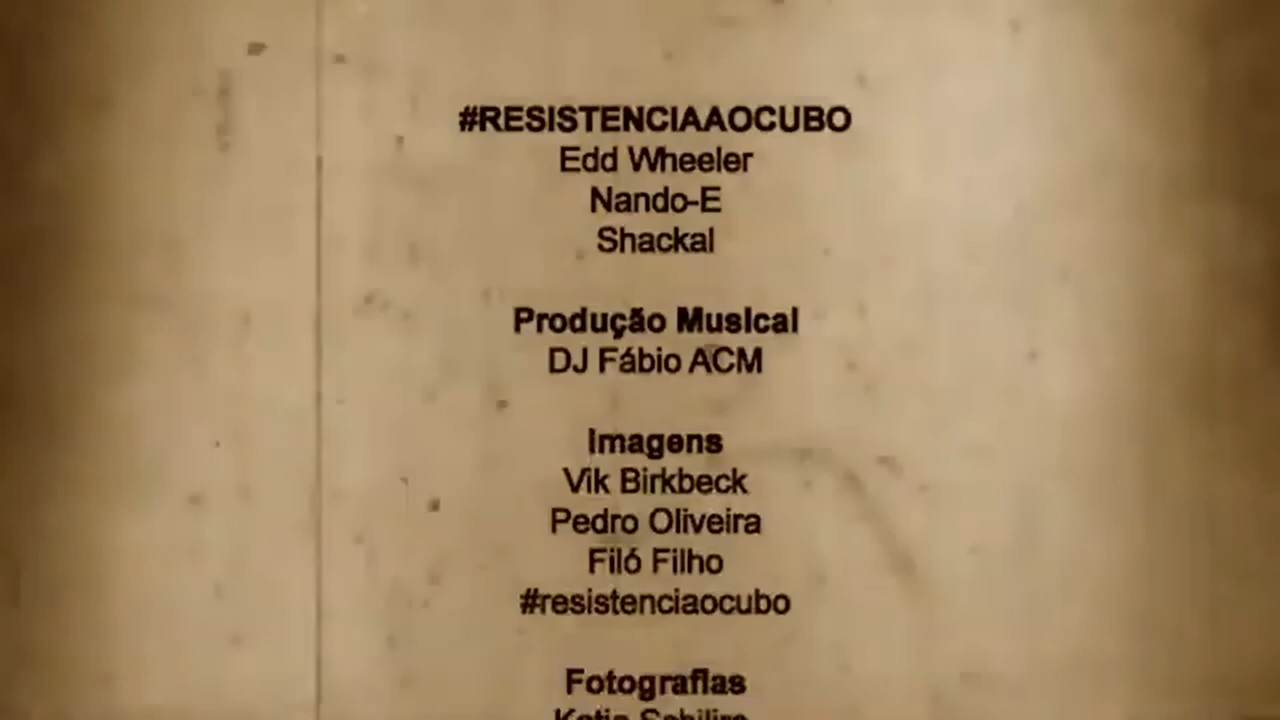 #RESISTENCIAAOCUBO
Edd Wheeler
Nando-E
Shackal
Produção Musical
DJ Fábio ACM
Imagens
Vik Birkbeck
Pedro Oliveira
Filó Filho
#resistenciaocubo
Fotografias